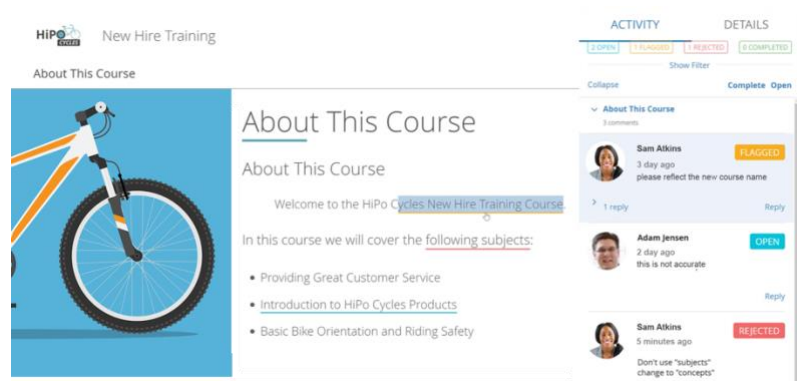 HiPO CYCLES
New Hire Training
About This Course
About This Course
About This Course
Welcome to the HiPo Cycles New Hire Training Course.
In this course we will cover the following subjects:
• Providing Great Customer Service
• Introduction to HiPo Cycles Products
• Basic Bike Orientation and Riding Safety
ACTIVITY
DETAILS
2 OPEN
1 FLAGGED
1 REJECTED
0 COMPLETED
Show Filter
Collapse
Complete Open
About This Course
3 comments
Sam Atkins
FLAGGED
3 day ago
please reflect the new course name
1 reply
Reply
Adam Jensen
OPEN
2 day ago
this is not accurate
Reply
Sam Atkins
REJECTED
5 minutes ago
Don't use "subjects"
change to "concepts"